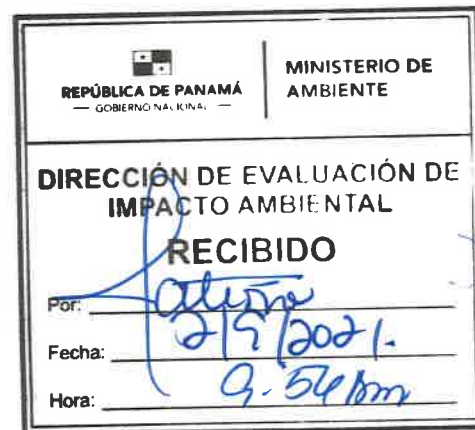 REPÚBLICA DE PANAMÁ
— GOBIERNO NACIONAL —
MINISTERIO DE
AMBIENTE
DIRECCIÓN DE EVALUACIÓN DE
IMPACTO AMBIENTAL
RECIBIDO
Por:
Fecha: 2/9/2021.
Hora: 9:54